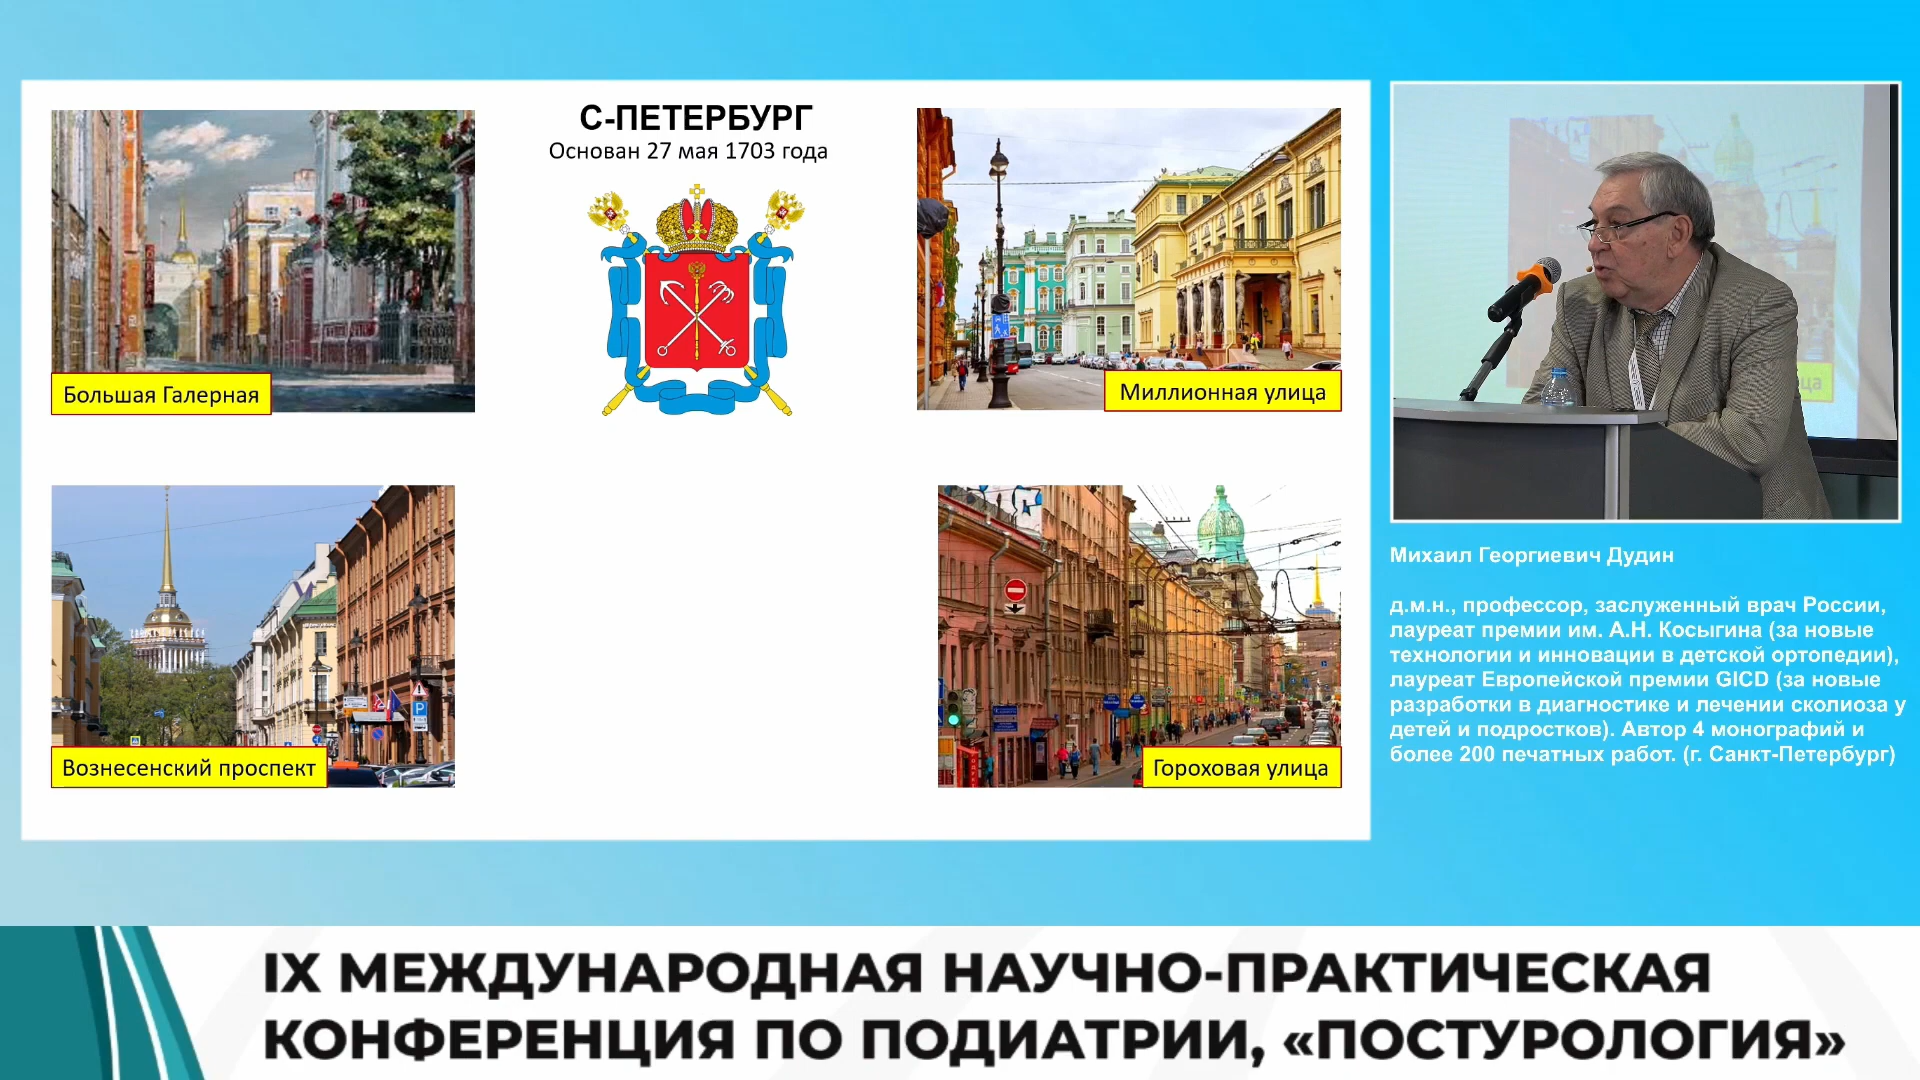 С-ПЕТЕРБУРГ
Основан 27 мая 1703 года
Большая Галерная
Миллионная улица
Вознесенский проспект
Гороховая улица
Михаил Георгиевич Дудин
д.м.н., профессор, заслуженный врач России,
лауреат премии им. А.Н. Косыгина (за новые
технологии и инновации в детской ортопедии),
лауреат Европейской премии GICD (за новые
разработки в диагностике и лечении сколиоза у
детей и подростков). Автор 4 монографий и
более 200 печатных работ. (г. Санкт-Петербург)
IX МЕЖДУНАРОДНАЯ НАУЧНО-ПРАКТИЧЕСКАЯ
КОНФЕРЕНЦИЯ ПО ПОДИАТРИИ, «ПОСТУРОЛОГИЯ»